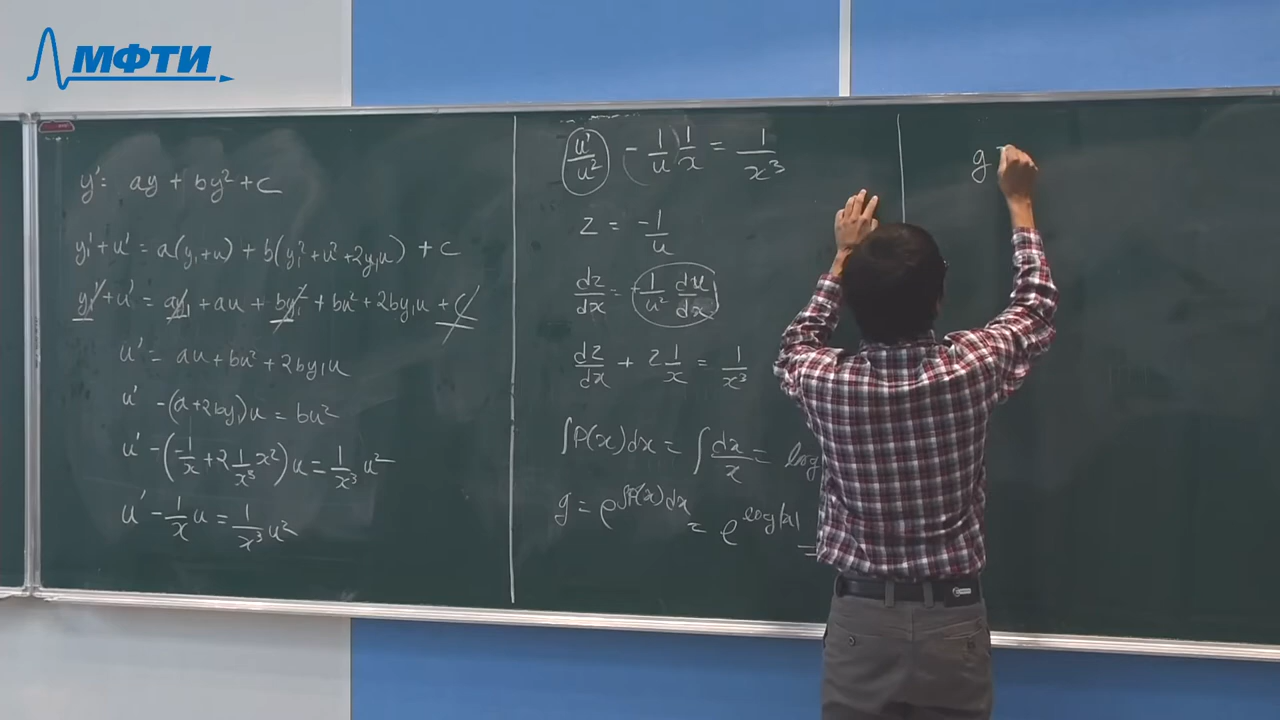 МФТИ
y' = ay + by² + c
y₁' + u' = a(y₁ + u) + b(y₁² + u² + 2y₁u) + c
y₁' + u' = ay₁ + au + by₁² + bu² + 2by₁u + c
u' = au + bu² + 2by₁u
u' - (a + 2by₁)u = bu²
u' - (-1/x + 2 1/x³ x²)u = 1/x³ u²
u' - 1/x u = 1/x³ u²
u'/u² - (1/u) 1/x = 1/x³
z = -1/u
dz/dx = -1/u² du/dx
dz/dx + z 1/x = 1/x³
∫P(x)dx = ∫dx/x = log
g = e^∫P(x)dx = e^log|x| =
g =